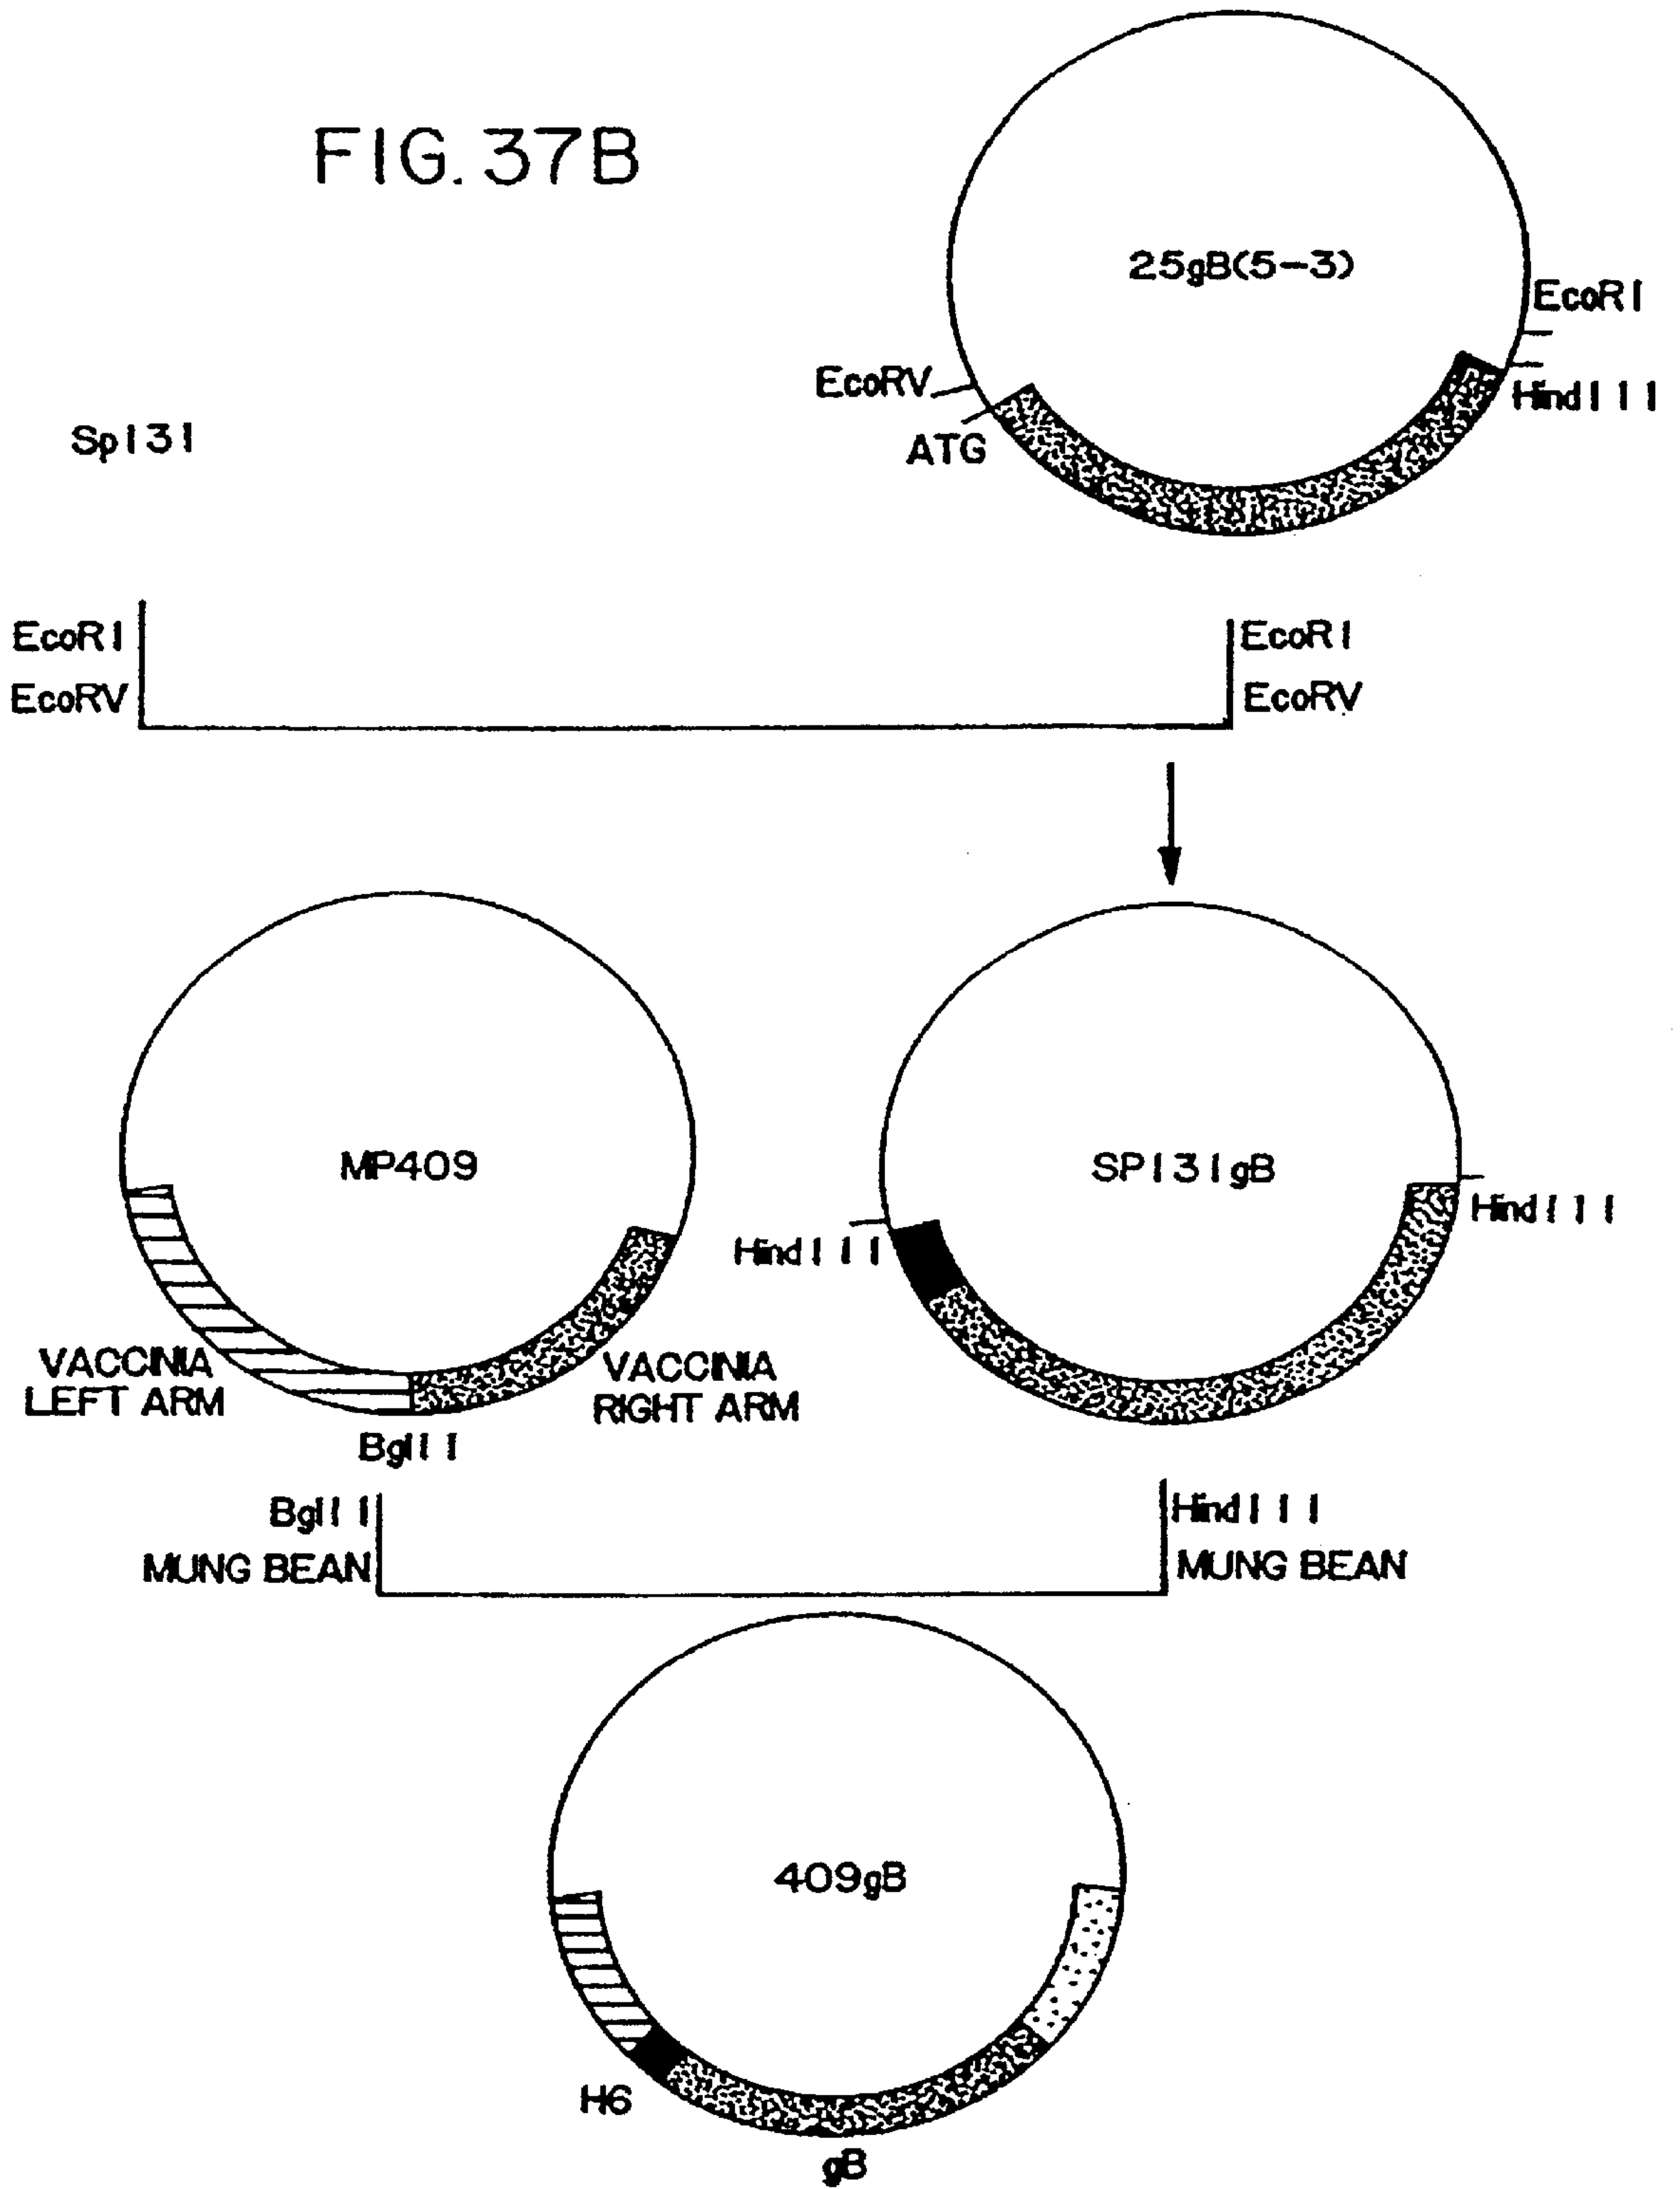 FIG. 37B
25gB(5-3)
EcoRI
EcoRV
HindIII
Sp131
ATG
EcoRI
EcoRI
EcoRV
EcoRV
MP409
SP131gB
HindIII
HindIII
VACCINIA
LEFT ARM
VACCINIA
RIGHT ARM
BglII
BglII
HindIII
MUNG BEAN
MUNG BEAN
409gB
H6
gB